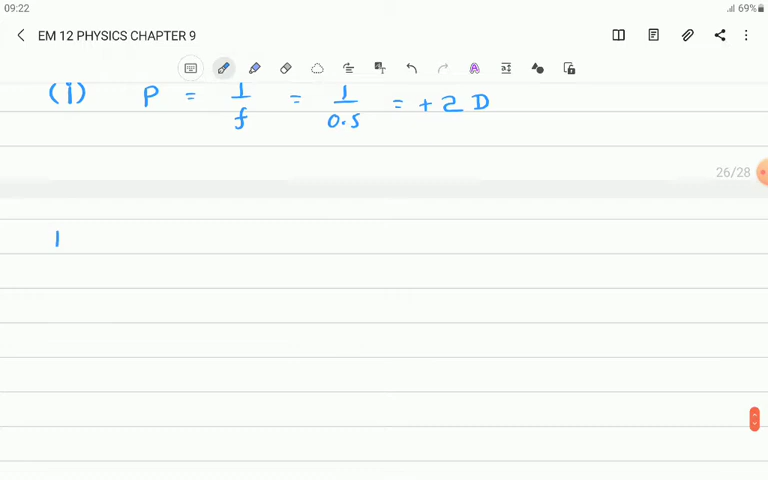 09:22 69%
EM 12 PHYSICS CHAPTER 9
(i) P = 1/f = 1/0.5 = +2 D
26/28
1